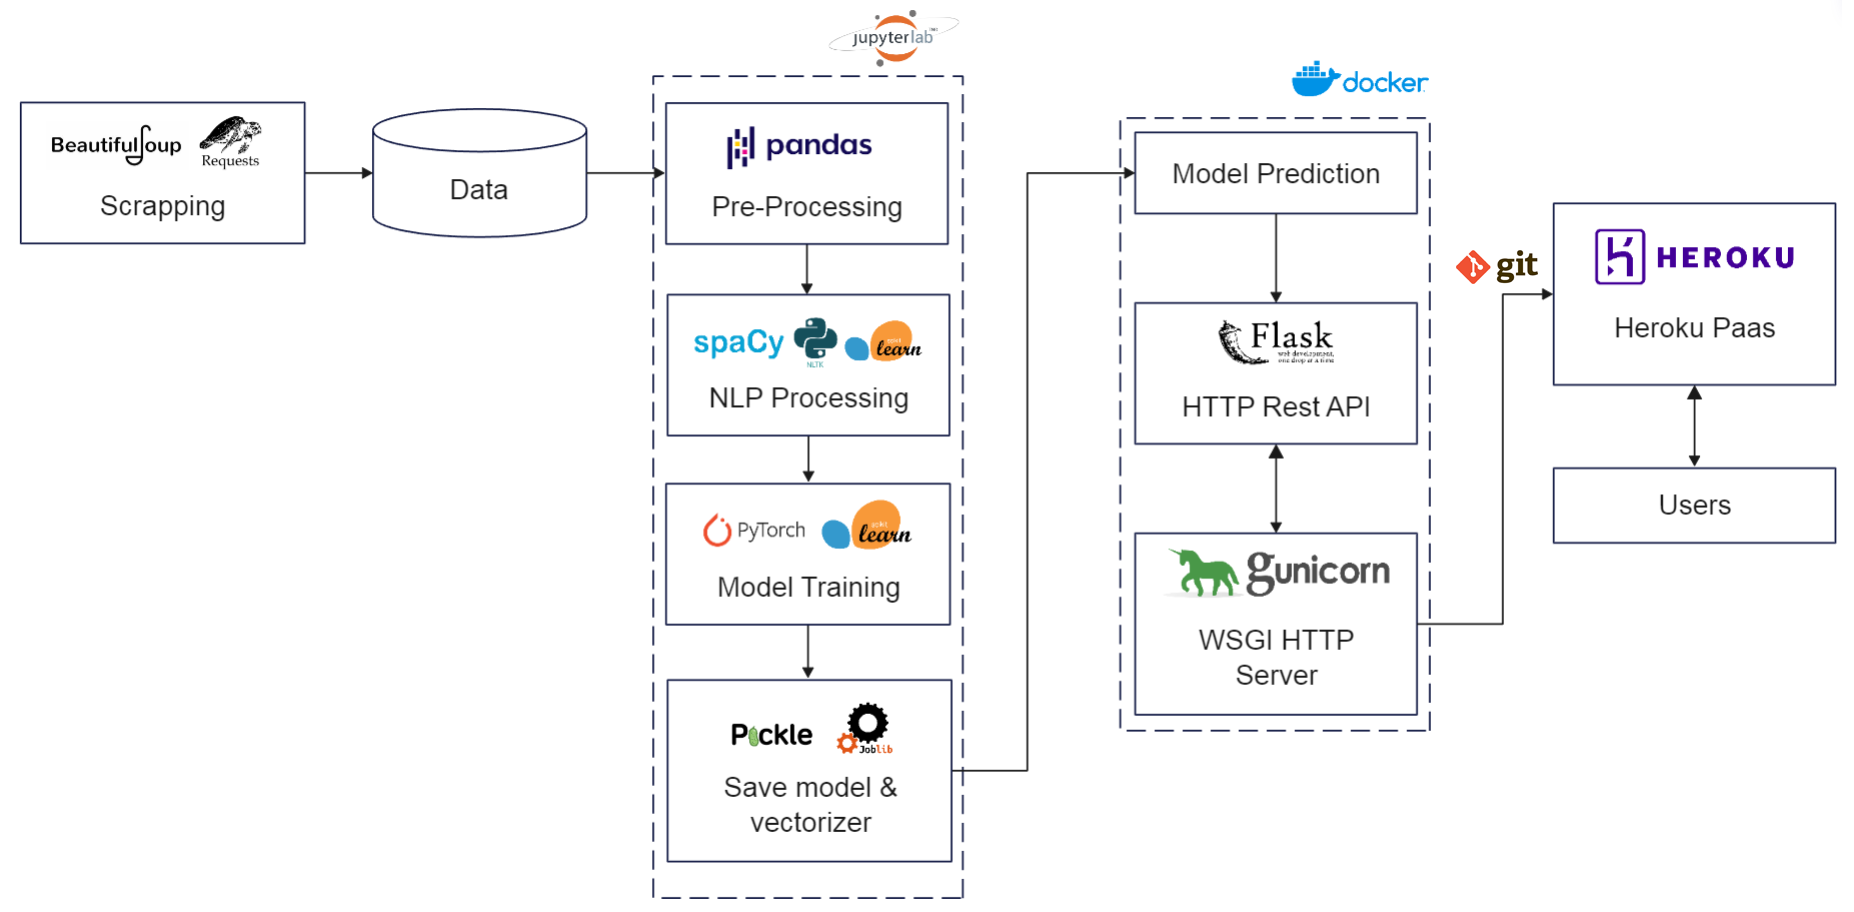 jupyterlab
docker
BeautifulSoup
Requests
Scrapping
Data
pandas
Pre-Processing
spaCy
NLTK
scikit
learn
NLP Processing
PyTorch
scikit
learn
Model Training
Pickle
Joblib
Save model &
vectorizer
Model Prediction
Flask
web development,
one drop at a time
HTTP Rest API
gunicorn
WSGI HTTP
Server
git
HEROKU
Heroku Paas
Users